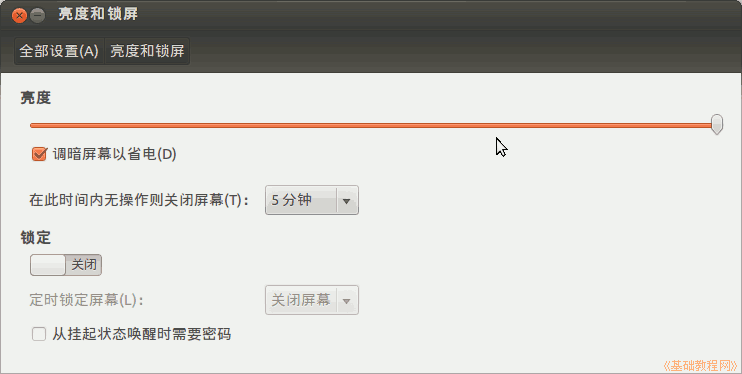 亮度和锁屏
全部设置(A) 亮度和锁屏
亮度
调暗屏幕以省电(D)
在此时间内无操作则关闭屏幕(T)： 5 分钟
锁定
关闭
定时锁定屏幕(L)： 关闭屏幕
从挂起状态唤醒时需要密码
《基础教程网》